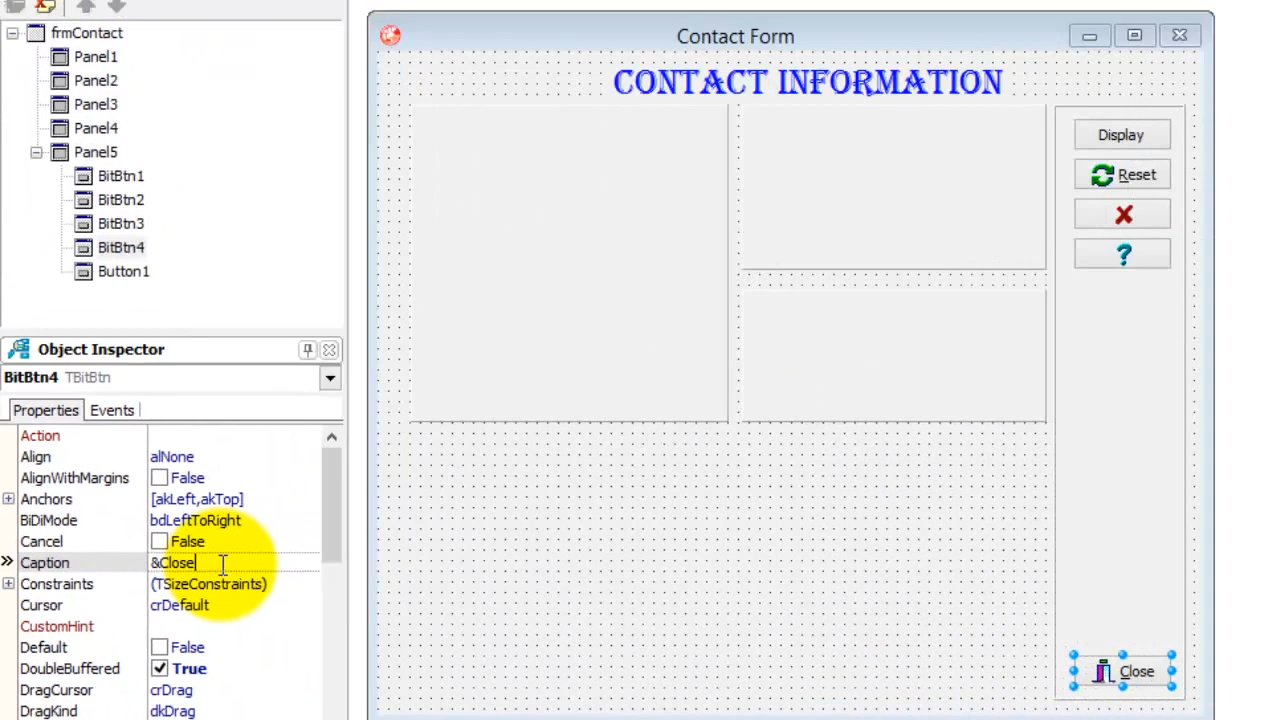 frmContact
Panel1
Panel2
Panel3
Panel4
Panel5
BitBtn1
BitBtn2
BitBtn3
BitBtn4
Button1
Object Inspector
BitBtn4 TBitBtn
Properties Events
Action
Align alNone
AlignWithMargins False
Anchors [akLeft,akTop]
BiDiMode bdLeftToRight
Cancel False
Caption &Close
Constraints (TSizeConstraints)
Cursor crDefault
CustomHint
Default False
DoubleBuffered True
DragCursor crDrag
DragKind dkDrag
Contact Form
CONTACT INFORMATION
Display
Reset
?
Close